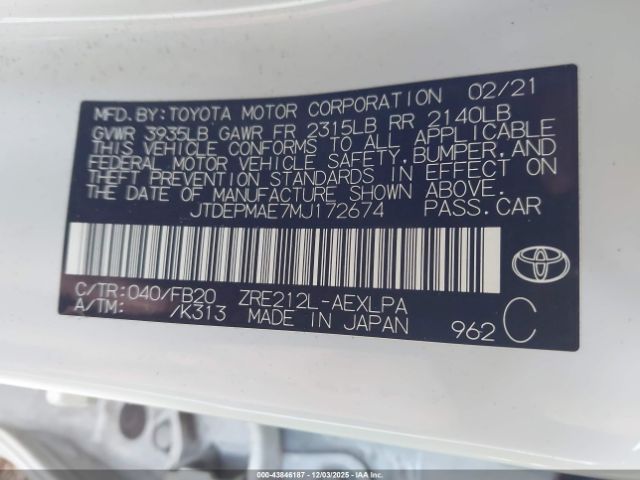 MFD. BY: TOYOTA MOTOR CORPORATION 02/21
GVWR 3935LB GAWR FR 2315LB RR 2140LB
THIS VEHICLE CONFORMS TO ALL APPLICABLE
FEDERAL MOTOR VEHICLE SAFETY, BUMPER, AND
THEFT PREVENTION STANDARDS IN EFFECT ON
THE DATE OF MANUFACTURE SHOWN ABOVE.
JTDEPMAE7MJ172674 PASS. CAR
C/TR: 040/FB20 ZRE212L-AEXLPA
A/TM: /K313 MADE IN JAPAN 962 C
000-43846187 - 12/03/2025 - IAAI.COM